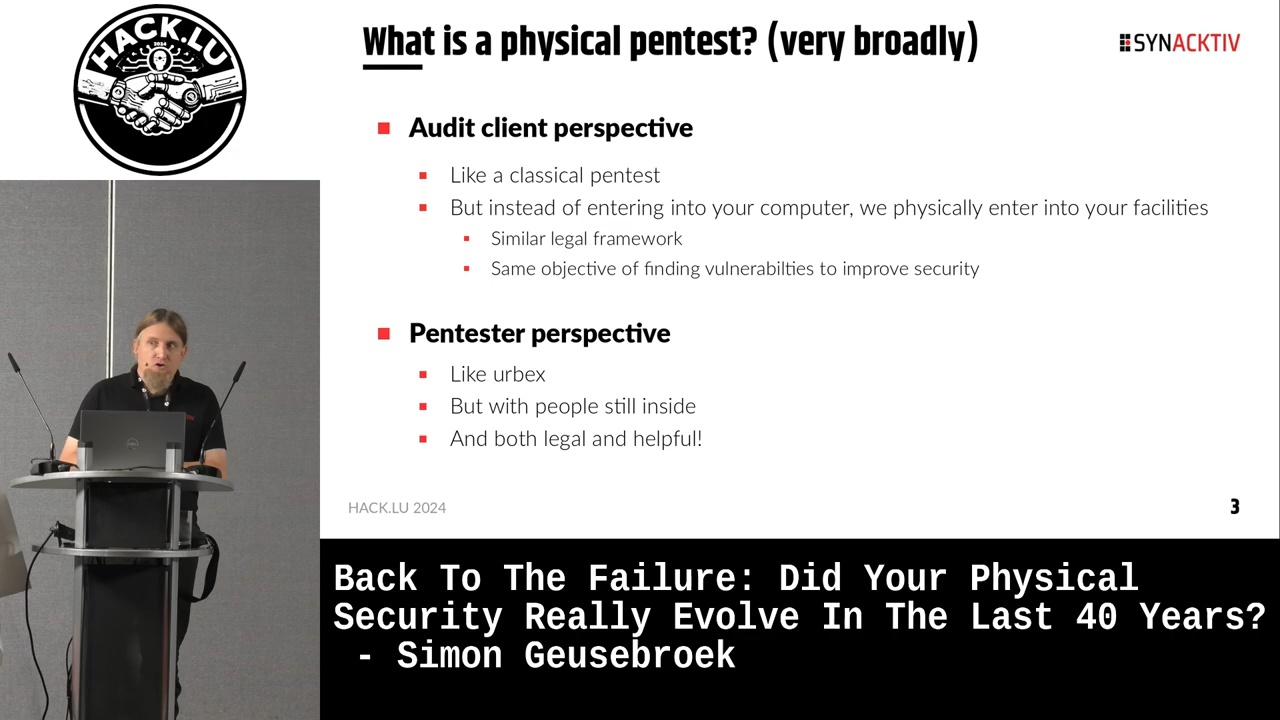 HACK.LU
2024
What is a physical pentest? (very broadly)
SYNACKTIV
Audit client perspective
Like a classical pentest
But instead of entering into your computer, we physically enter into your facilities
Similar legal framework
Same objective of finding vulnerabilties to improve security
Pentester perspective
Like urbex
But with people still inside
And both legal and helpful!
HACK.LU 2024
3
Back To The Failure: Did Your Physical
Security Really Evolve In The Last 40 Years?
- Simon Geusebroek